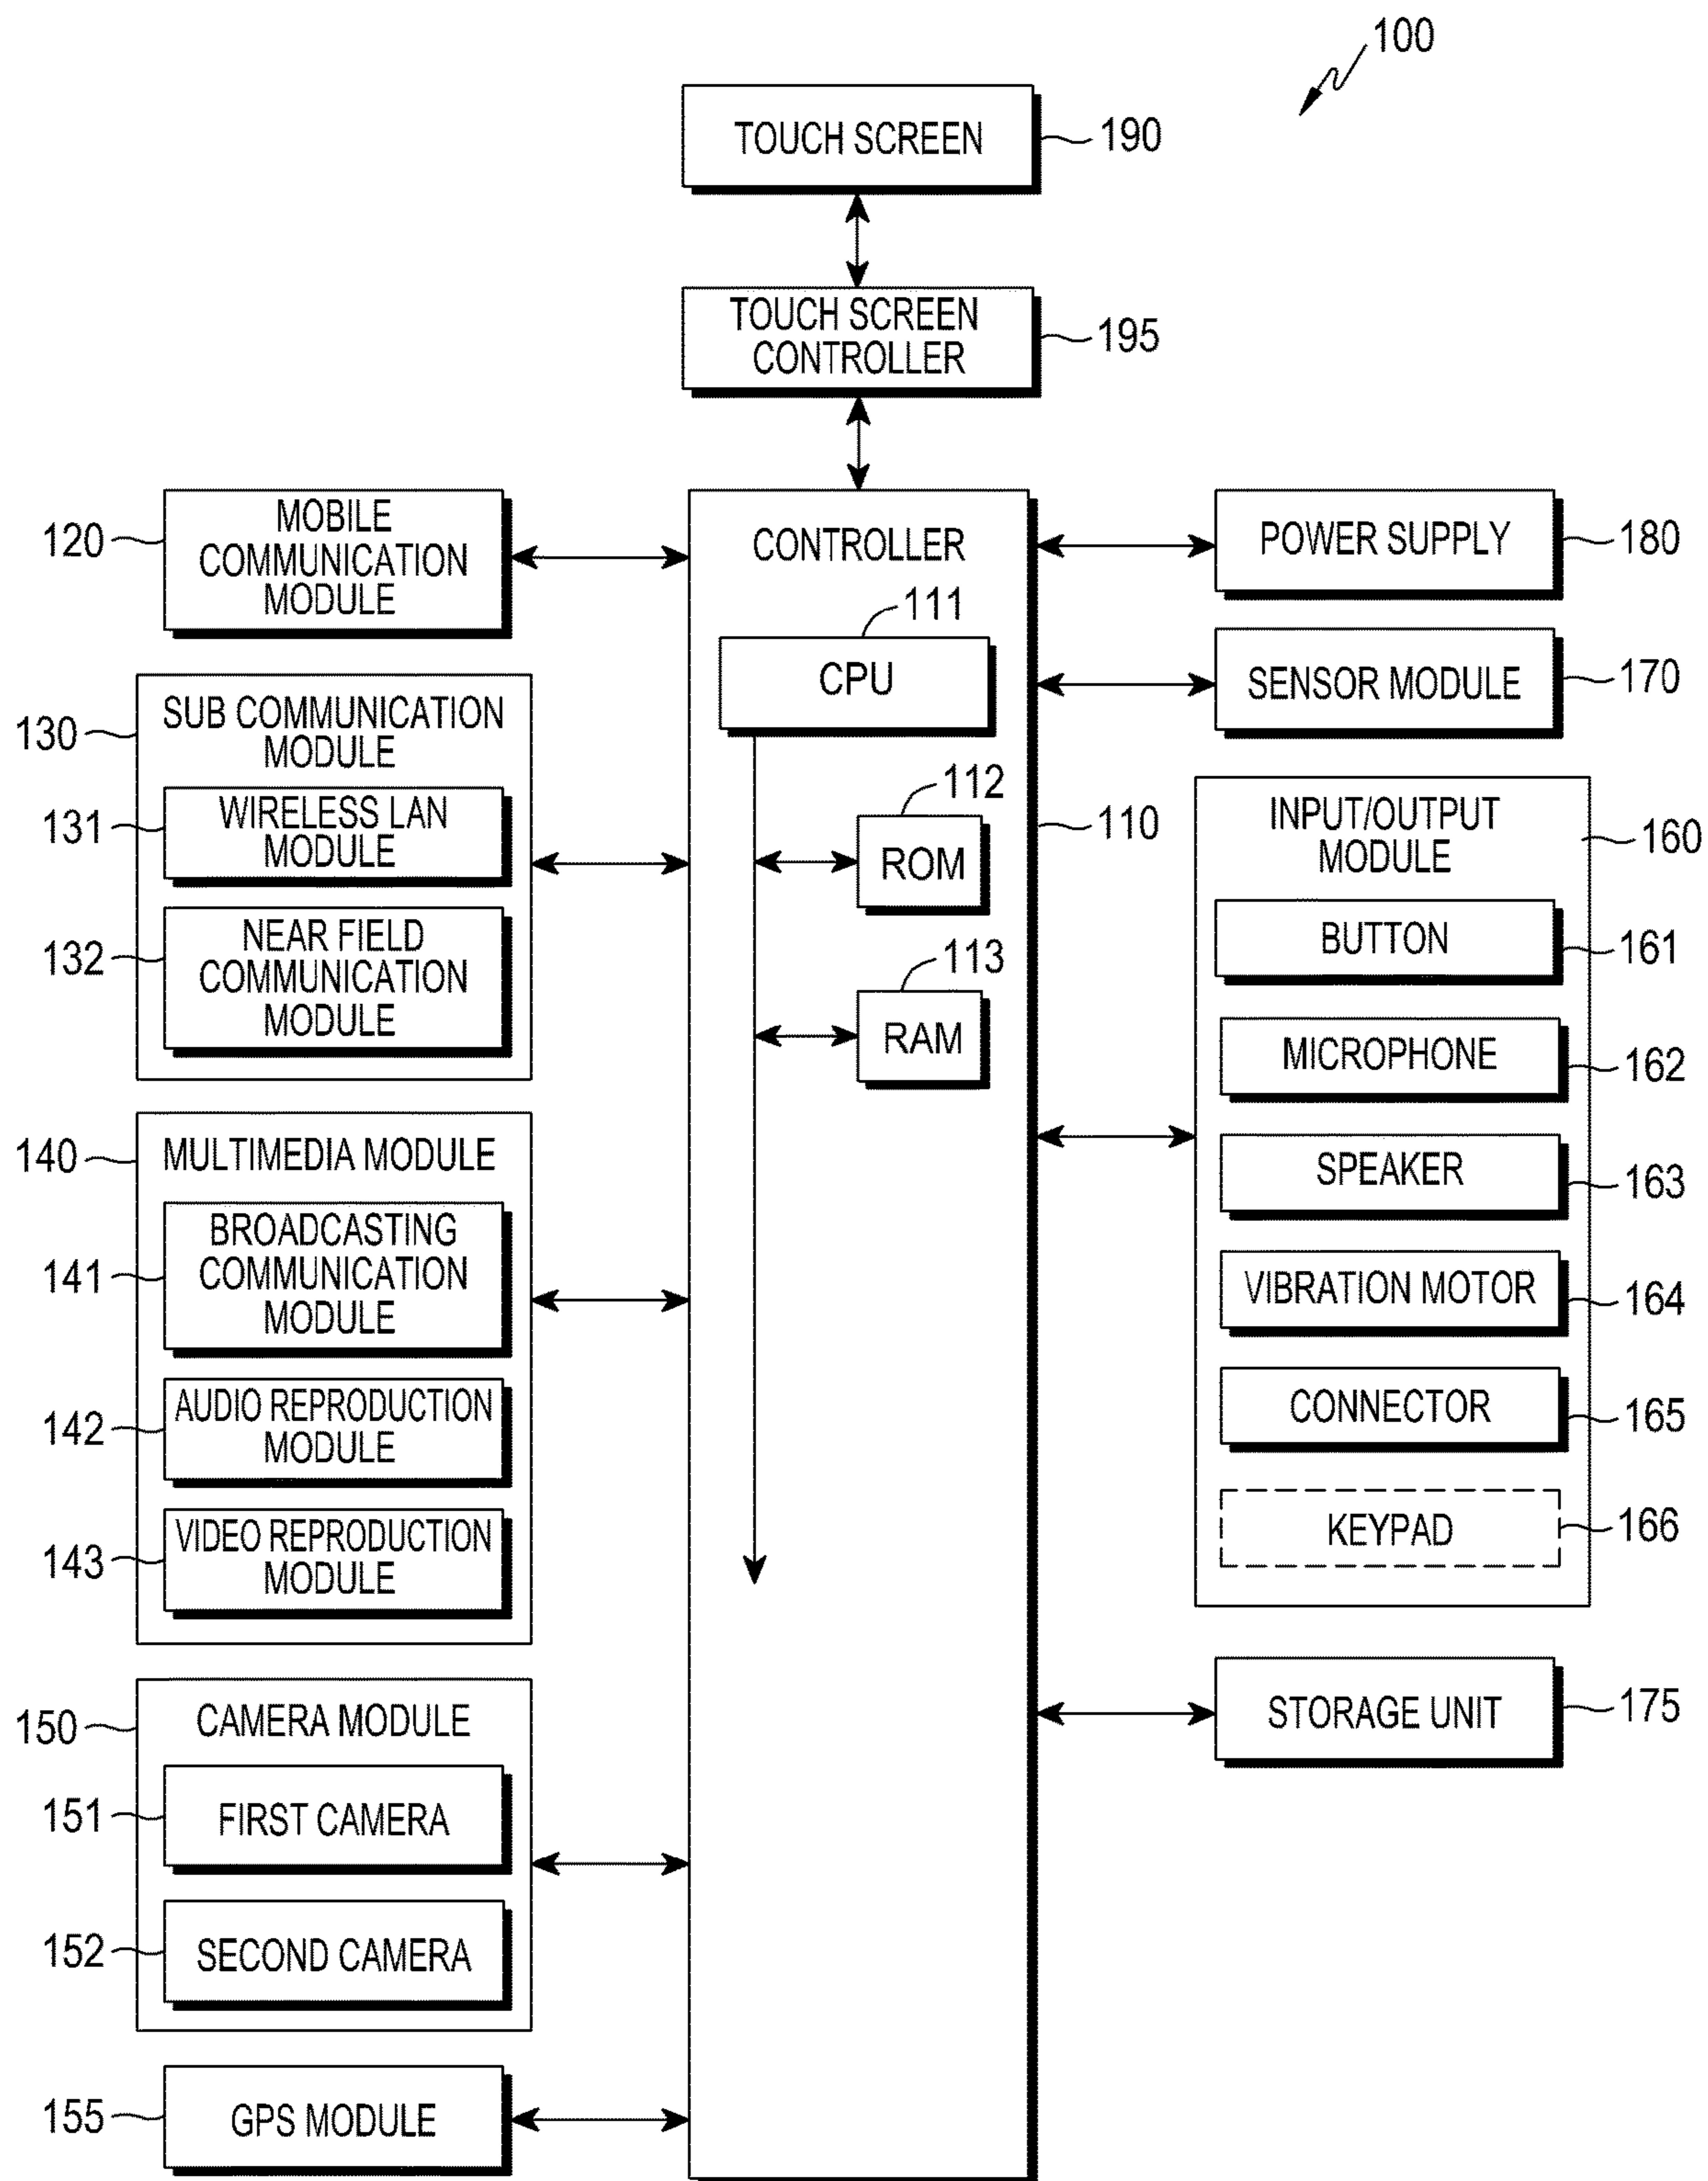 100
TOUCH SCREEN
190
TOUCH SCREEN
CONTROLLER
195
120
MOBILE
COMMUNICATION
MODULE
130
SUB COMMUNICATION
MODULE
131
WIRELESS LAN
MODULE
132
NEAR FIELD
COMMUNICATION
MODULE
140
MULTIMEDIA MODULE
141
BROADCASTING
COMMUNICATION
MODULE
142
AUDIO REPRODUCTION
MODULE
143
VIDEO REPRODUCTION
MODULE
150
CAMERA MODULE
151
FIRST CAMERA
152
SECOND CAMERA
155
GPS MODULE
CONTROLLER
111
CPU
112
ROM
113
RAM
110
POWER SUPPLY
180
SENSOR MODULE
170
INPUT/OUTPUT
MODULE
160
BUTTON
161
MICROPHONE
162
SPEAKER
163
VIBRATION MOTOR
164
CONNECTOR
165
KEYPAD
166
STORAGE UNIT
175